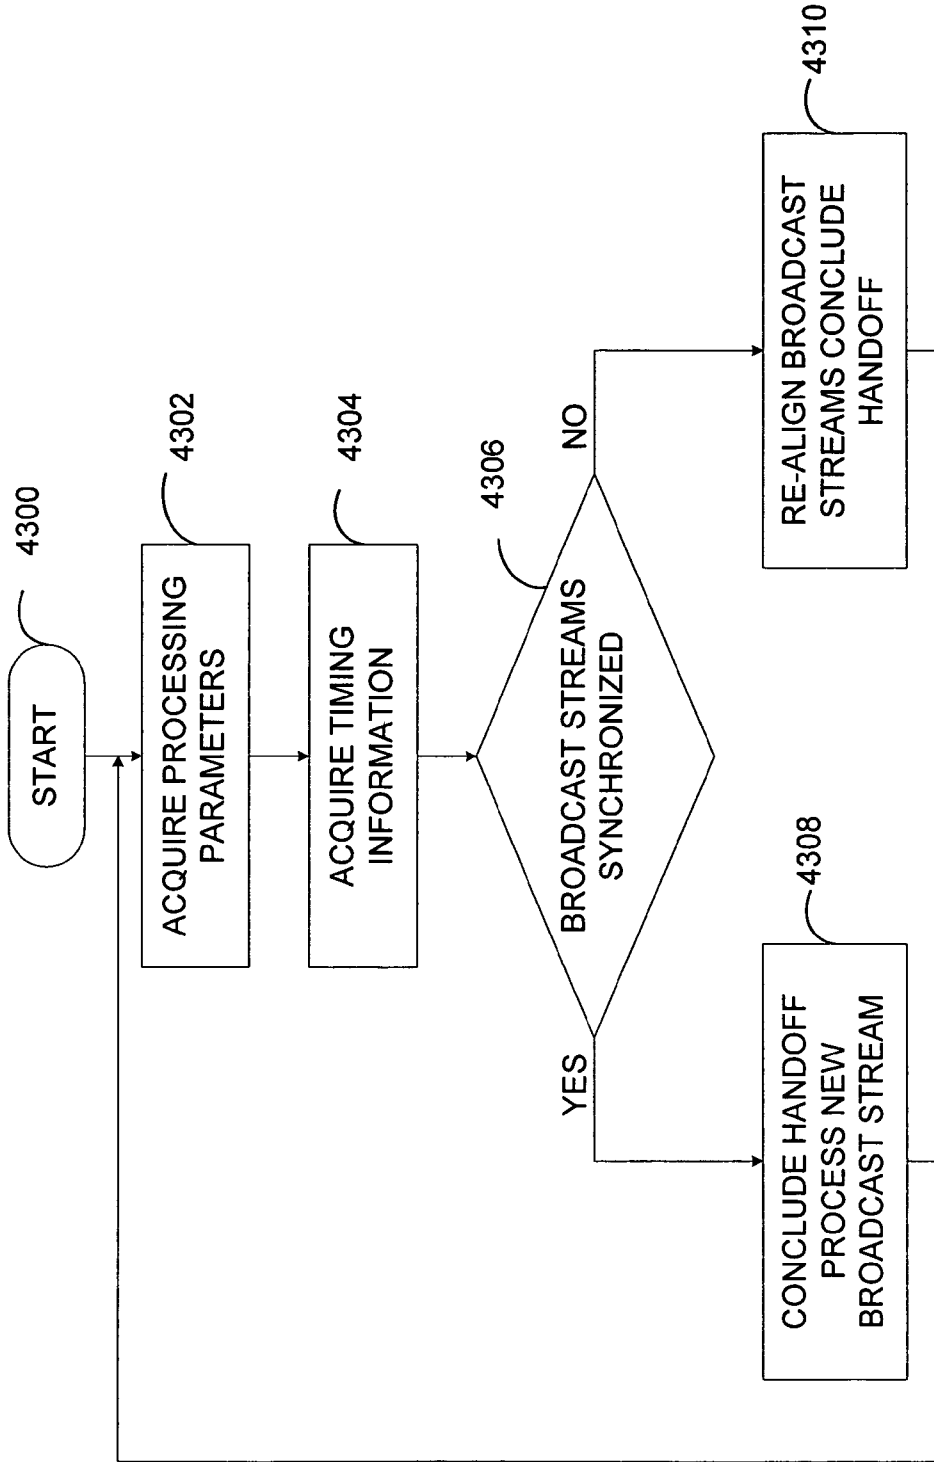 START
4300
ACQUIRE PROCESSING
PARAMETERS
4302
ACQUIRE TIMING
INFORMATION
4304
BROADCAST STREAMS
SYNCHRONIZED
4306
YES
NO
CONCLUDE HANDOFF
PROCESS NEW
BROADCAST STREAM
4308
RE-ALIGN BROADCAST
STREAMS CONCLUDE
HANDOFF
4310